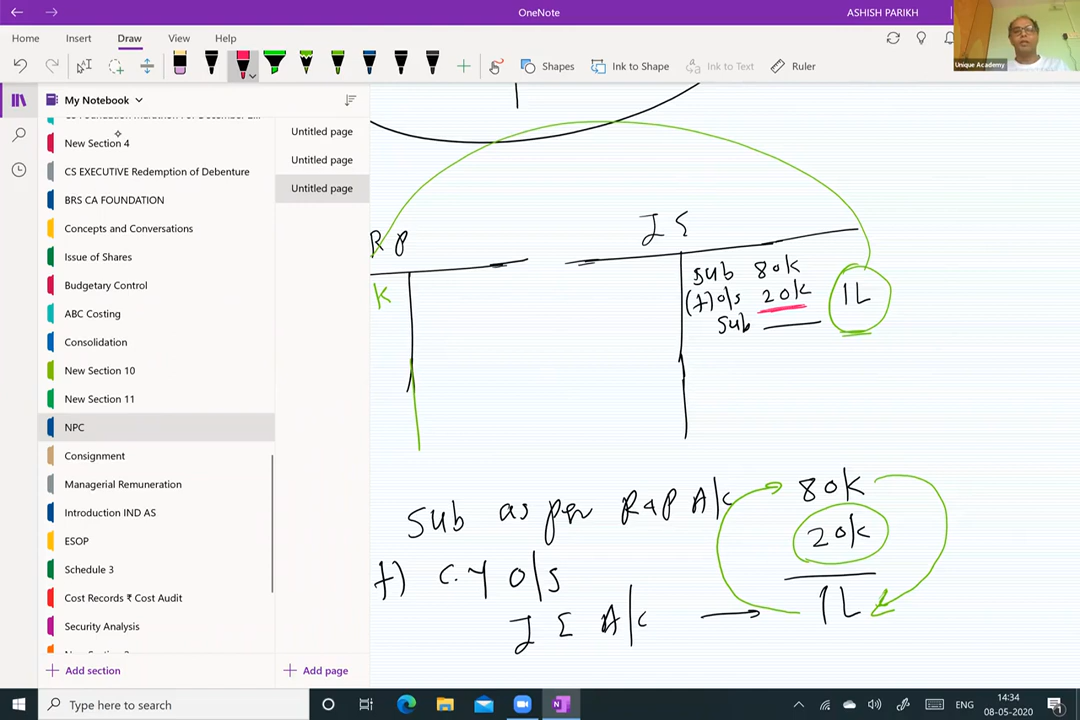 OneNote
ASHISH PARIKH
Home Insert Draw View Help
Unique Academy
Shapes Ink to Shape Ink to Text Ruler
My Notebook
New Section 4
CS EXECUTIVE Redemption of Debenture
BRS CA FOUNDATION
Concepts and Conversations
Issue of Shares
Budgetary Control
ABC Costing
Consolidation
New Section 10
New Section 11
NPC
Consignment
Managerial Remuneration
Introduction IND AS
ESOP
Schedule 3
Cost Records ₹ Cost Audit
Security Analysis
Add section
Untitled page
Untitled page
Untitled page
Add page
R P
K
I E
Sub 80k
(+) o/s 20k 1L
Sub
Sub as per R&P A/c 80k
+) C.Y o/s 20k
I E A/c → 1L
Type here to search
ENG
14:34
08-05-2020
1